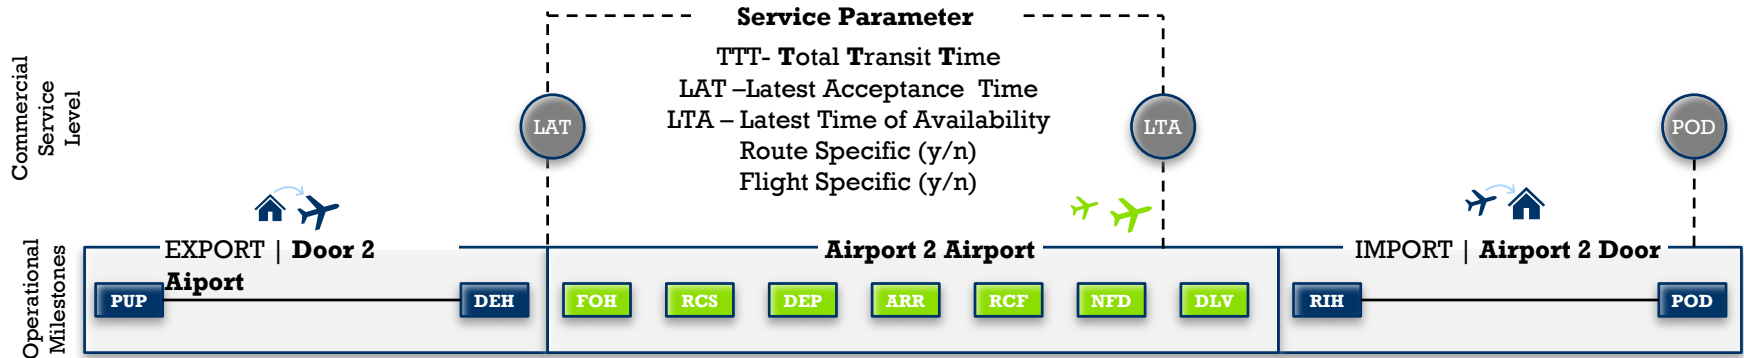 Commercial
Service
Level
Service Parameter
TTT- Total Transit Time
LAT –Latest Acceptance Time
LTA – Latest Time of Availability
Route Specific (y/n)
Flight Specific (y/n)
LAT
LTA
POD
Operational
Milestones
EXPORT | Door 2
Aiport
Airport 2 Airport
IMPORT | Airport 2 Door
PUP
DEH
FOH
RCS
DEP
ARR
RCF
NFD
DLV
RIH
POD